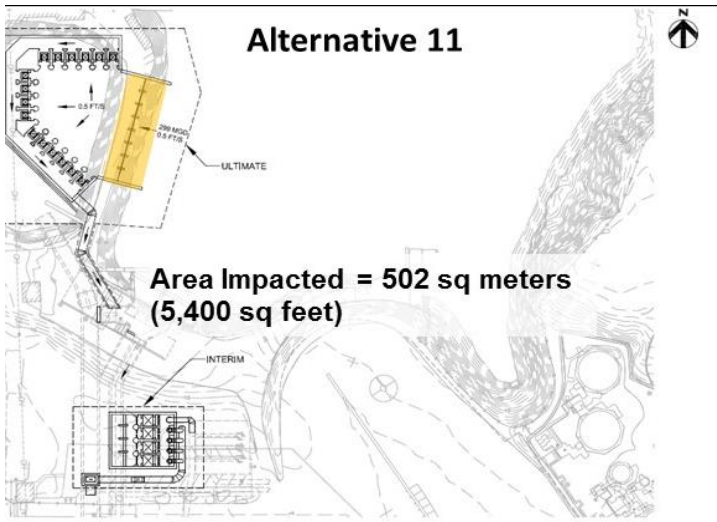 Alternative 11
N
0.5 FT/S
299 MGD
0.5 FT/S
ULTIMATE
Area Impacted = 502 sq meters
(5,400 sq feet)
INTERIM